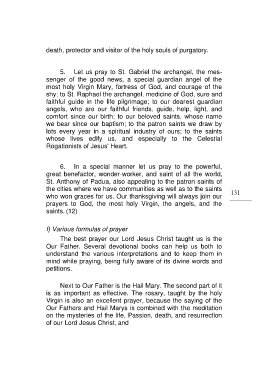 death, protector and visitor of the holy souls of purgatory.
5. Let us pray to St. Gabriel the archangel, the mes-
senger of the good news, a special guardian angel of the
most holy Virgin Mary, fortress of God, and courage of the
shy; to St. Raphael the archangel, medicine of God, sure and
faithful guide in the life pilgrimage; to our dearest guardian
angels, who are our faithful friends, guide, help, light, and
comfort since our birth; to our beloved saints, whose name
we bear since our baptism; to the patron saints we draw by
lots every year in a spiritual industry of ours; to the saints
whose lives edify us, and especially to the Celestial
Rogationists of Jesus' Heart.
6. In a special manner let us pray to the powerful,
great benefactor, wonder-worker, and saint of all the world,
St. Anthony of Padua, also appealing to the patron saints of
the cities where we have communities as well as to the saints
who won graces for us. Our thanksgiving will always join our
prayers to God, the most holy Virgin, the angels, and the
saints. (12)
131
I) Various formulas of prayer
The best prayer our Lord Jesus Christ taught us is the
Our Father. Several devotional books can help us both to
understand the various interpretations and to keep them in
mind while praying, being fully aware of its divine words and
petitions.
Next to Our Father is the Hail Mary. The second part of it
is as important as effective. The rosary, taught by the holy
Virgin is also an excellent prayer, because the saying of the
Our Fathers and Hail Marys is combined with the meditation
on the mysteries of the life, Passion, death, and resurrection
of our Lord Jesus Christ, and